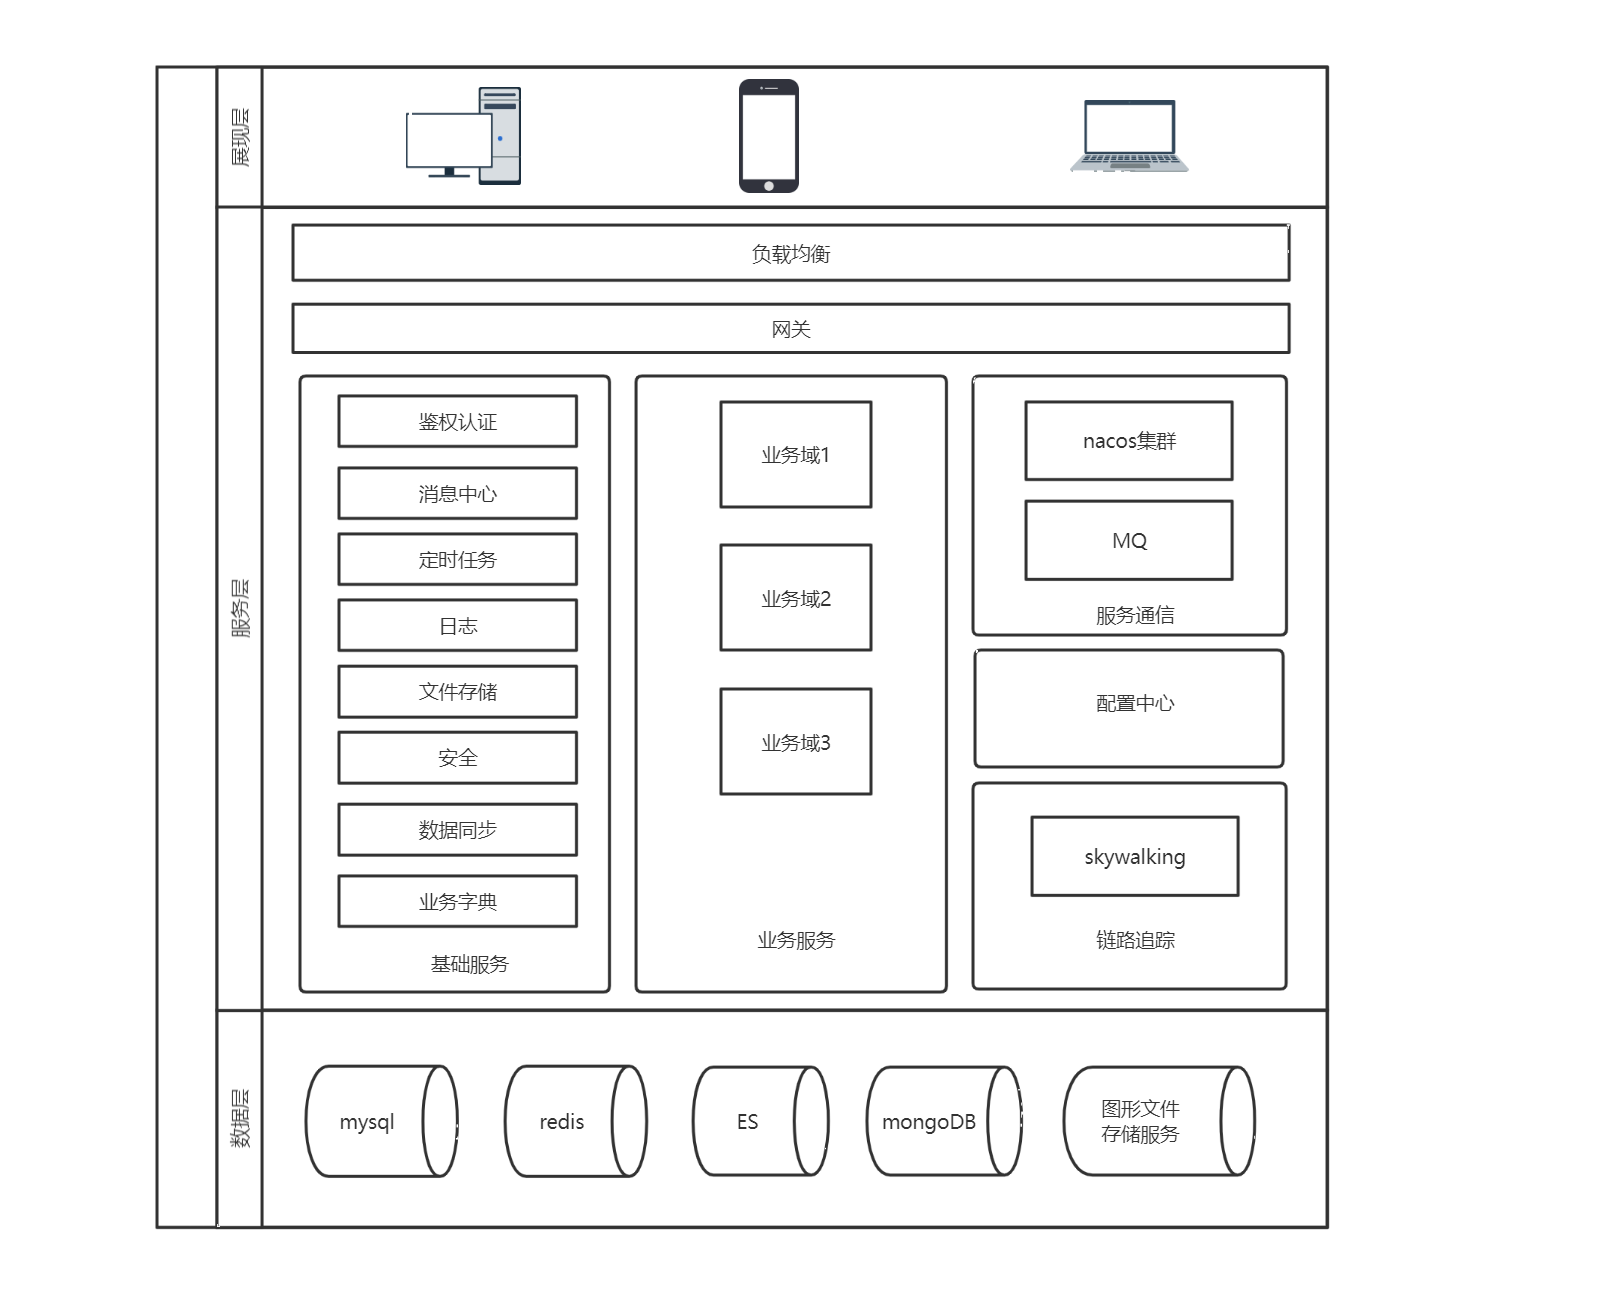 展现层
负载均衡
网关
服务层
鉴权认证
消息中心
定时任务
日志
文件存储
安全
数据同步
业务字典
基础服务
业务域1
业务域2
业务域3
业务服务
nacos集群
MQ
服务通信
配置中心
skywalking
链路追踪
数据层
mysql
redis
ES
mongoDB
图形文件
存储服务